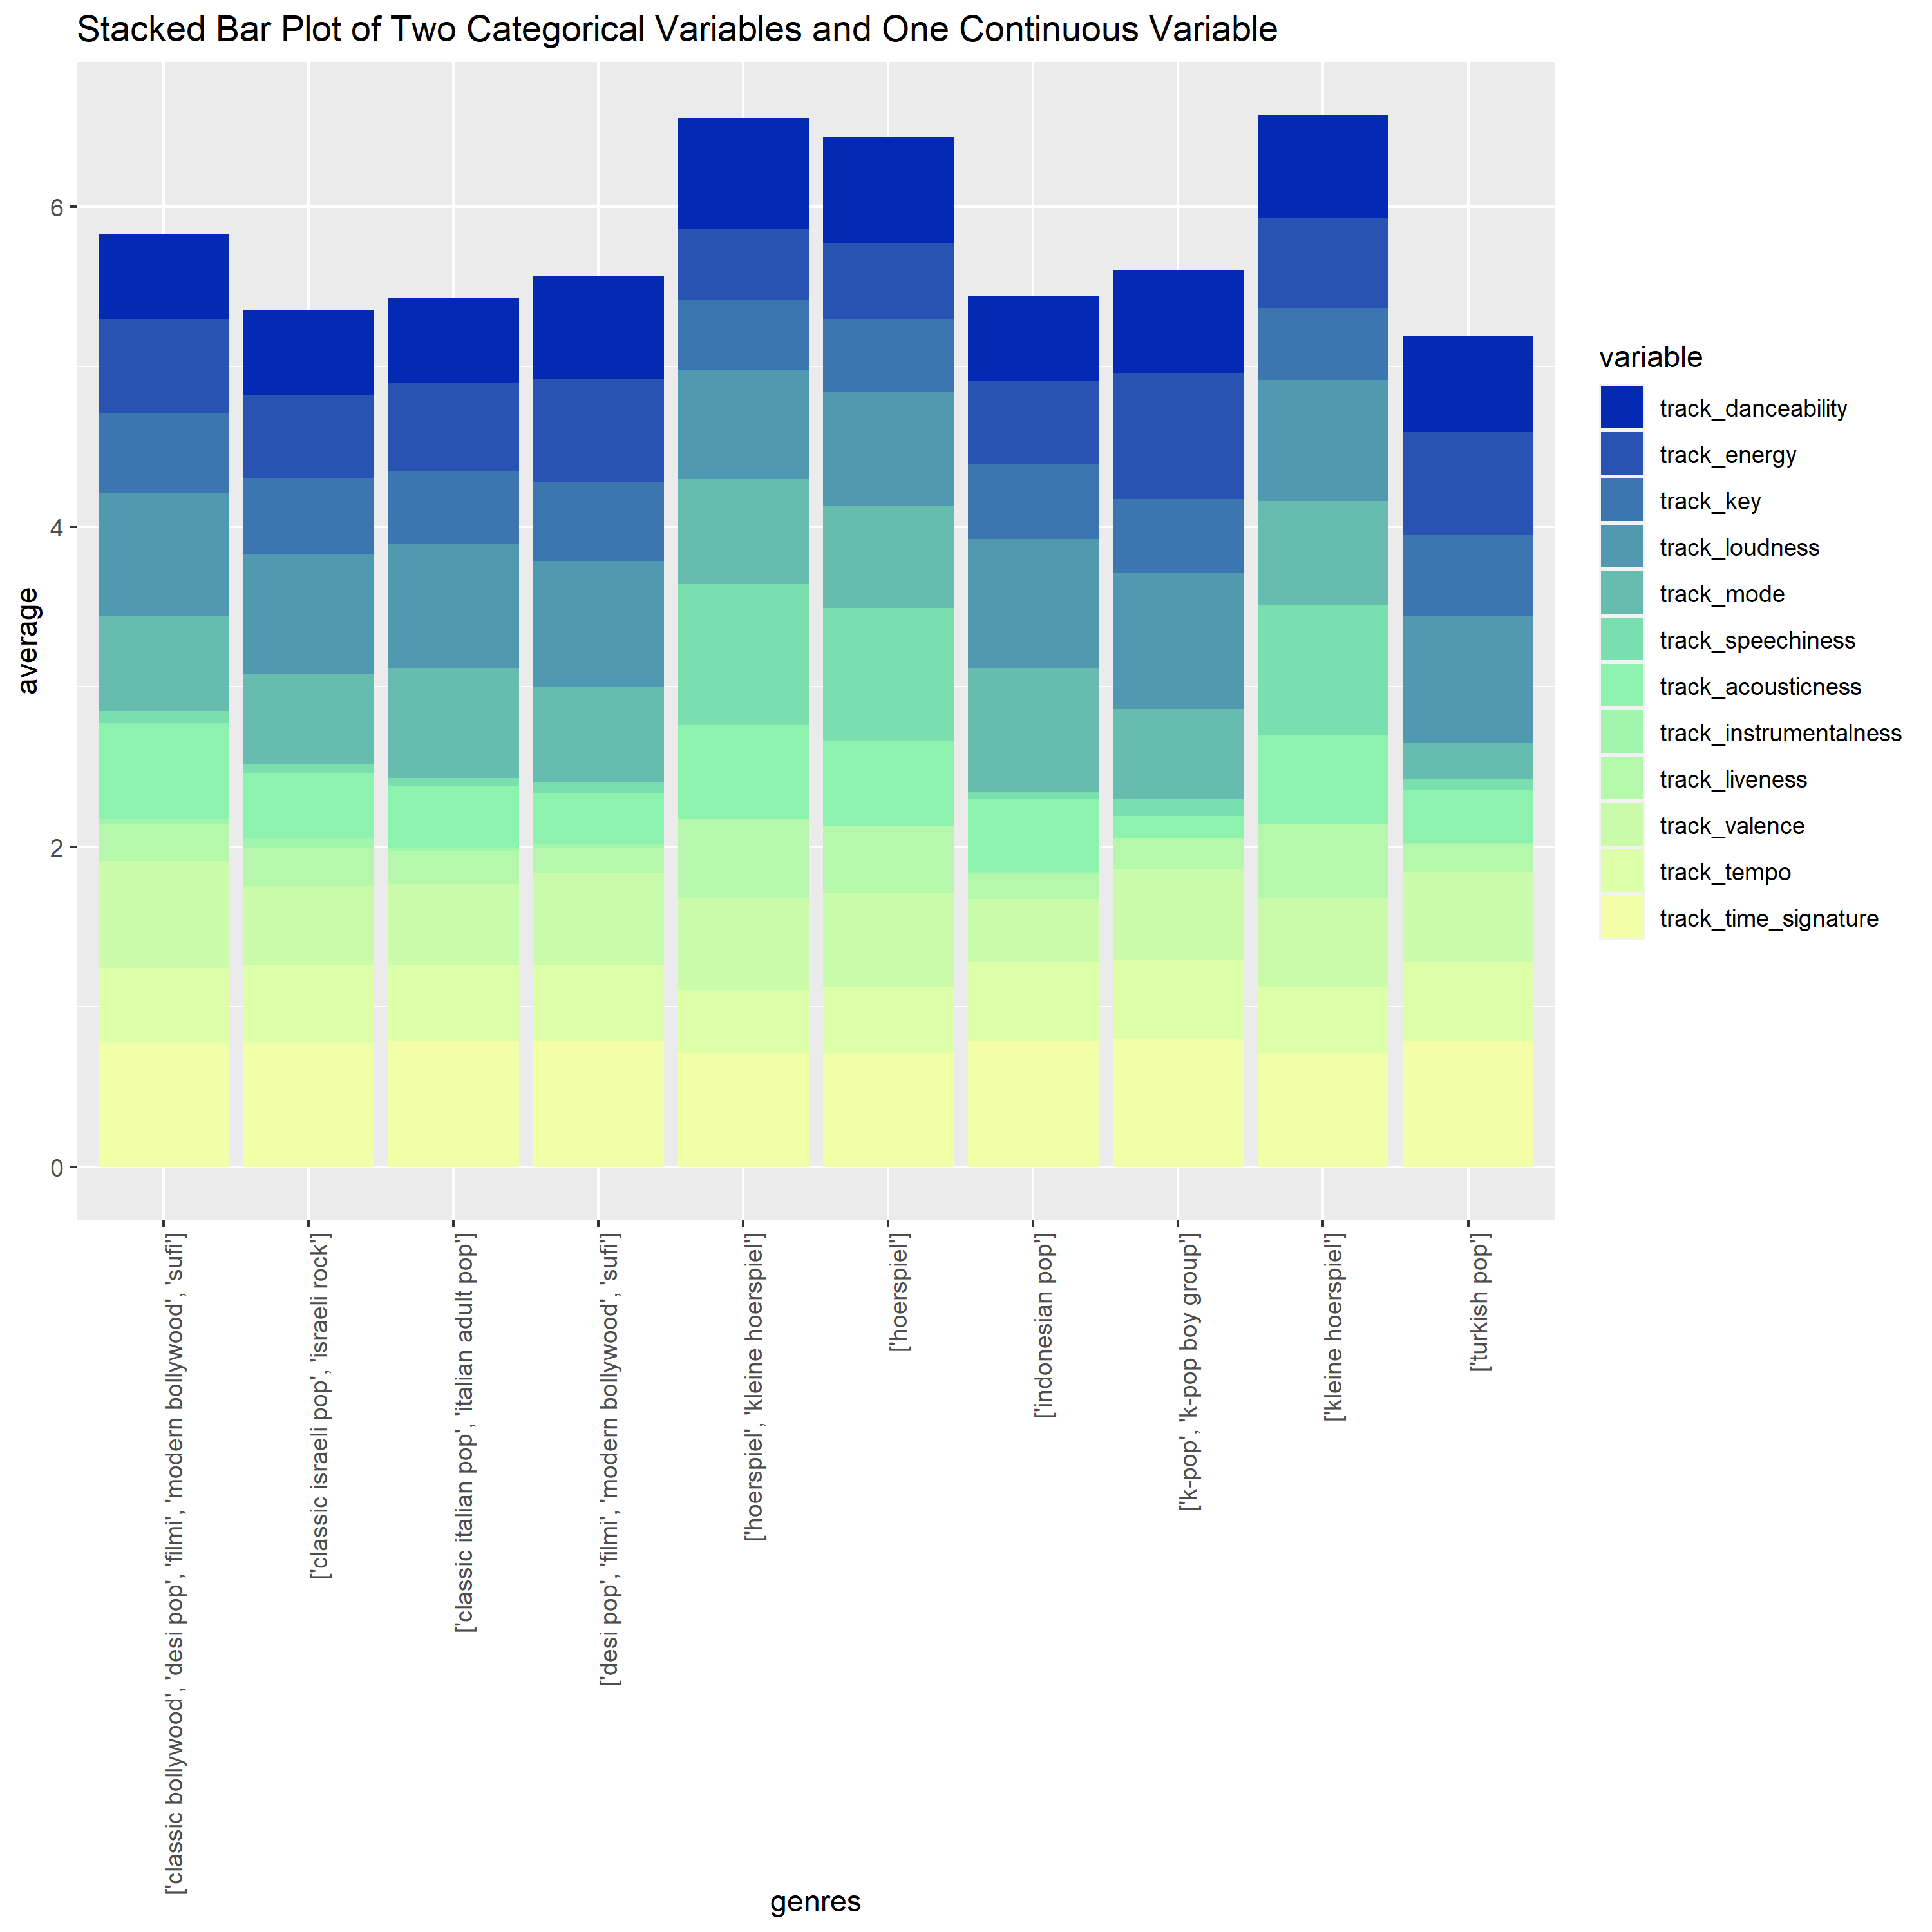 Stacked Bar Plot of Two Categorical Variables and One Continuous Variable
average
6
4
2
0
['classic bollywood', 'desi pop', 'filmi', 'modern bollywood', 'sufi']
['classic israeli pop', 'israeli rock']
['classic italian pop', 'italian adult pop']
['desi pop', 'filmi', 'modern bollywood', 'sufi']
['hoerspiel', 'kleine hoerspiel']
['hoerspiel']
['indonesian pop']
['k-pop', 'k-pop boy group']
['kleine hoerspiel']
['turkish pop']
genres
variable
track_danceability
track_energy
track_key
track_loudness
track_mode
track_speechiness
track_acousticness
track_instrumentalness
track_liveness
track_valence
track_tempo
track_time_signature